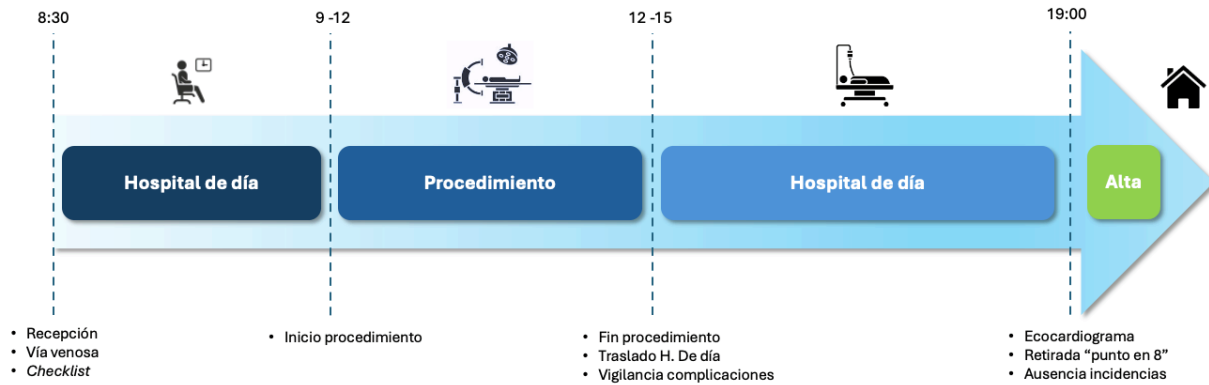 8:30
9 -12
12 -15
19:00
Hospital de día
Procedimiento
Hospital de día
Alta
• Recepción
• Vía venosa
• Checklist
• Inicio procedimiento
• Fin procedimiento
• Traslado H. De día
• Vigilancia complicaciones
• Ecocardiograma
• Retirada “punto en 8”
• Ausencia incidencias